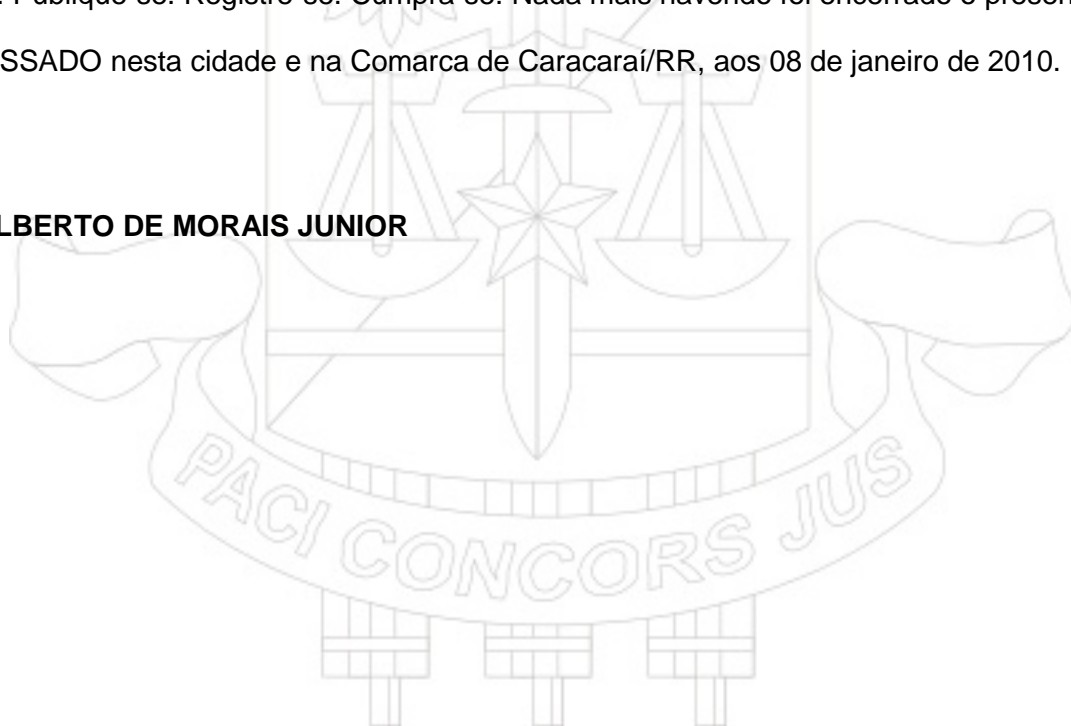 Publique-se. Registre-se. Cumpra-se. Nada mais havendo foi encerrado o
SSADO nesta cidade e na Comarca de Caracaraí/RR, aos 08 de janeiro de 2010.
LBERTO DE MORAIS JUNIOR
PACI CONCORS JUS